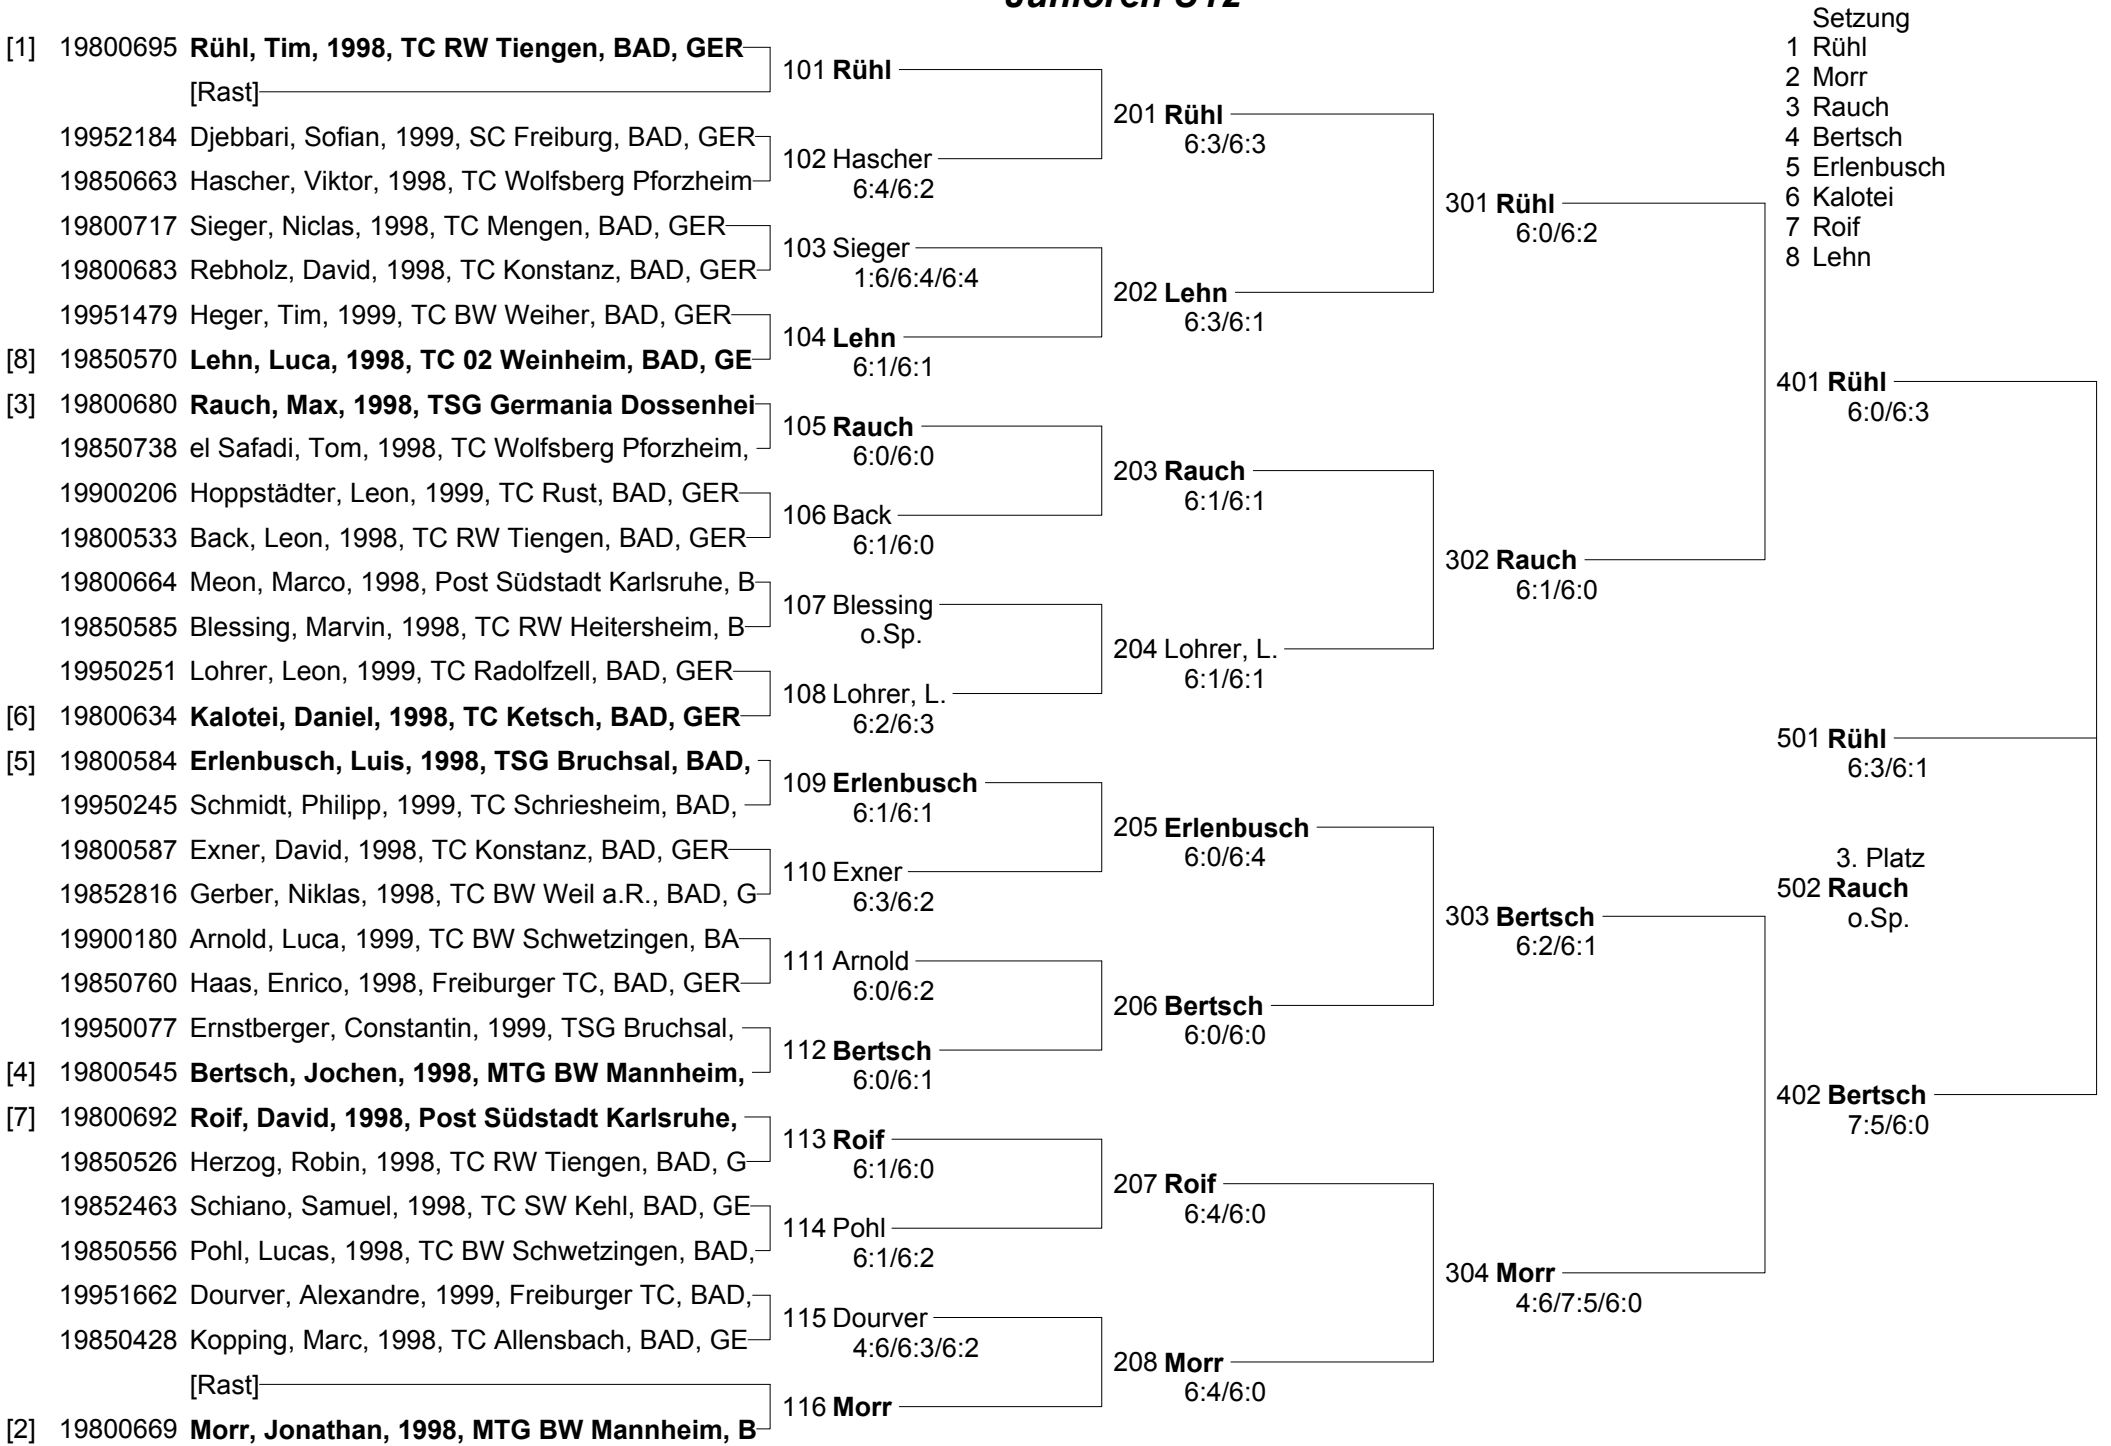 Junioren U12
Setzung
1 Rühl
2 Morr
3 Rauch
4 Bertsch
5 Erlenbusch
6 Kalotei
7 Roif
8 Lehn
[1] 19800695 Rühl, Tim, 1998, TC RW Tiengen, BAD, GER
[Rast]
19952184 Djebbari, Sofian, 1999, SC Freiburg, BAD, GER
19850663 Hascher, Viktor, 1998, TC Wolfsberg Pforzheim
19800717 Sieger, Niclas, 1998, TC Mengen, BAD, GER
19800683 Rebholz, David, 1998, TC Konstanz, BAD, GER
19951479 Heger, Tim, 1999, TC BW Weiher, BAD, GER
[8] 19850570 Lehn, Luca, 1998, TC 02 Weinheim, BAD, GE
[3] 19800680 Rauch, Max, 1998, TSG Germania Dossenhei
19850738 el Safadi, Tom, 1998, TC Wolfsberg Pforzheim,
19900206 Hoppstädter, Leon, 1999, TC Rust, BAD, GER
19800533 Back, Leon, 1998, TC RW Tiengen, BAD, GER
19800664 Meon, Marco, 1998, Post Südstadt Karlsruhe, B
19850585 Blessing, Marvin, 1998, TC RW Heitersheim, B
19950251 Lohrer, Leon, 1999, TC Radolfzell, BAD, GER
[6] 19800634 Kalotei, Daniel, 1998, TC Ketsch, BAD, GER
[5] 19800584 Erlenbusch, Luis, 1998, TSG Bruchsal, BAD,
19950245 Schmidt, Philipp, 1999, TC Schriesheim, BAD,
19800587 Exner, David, 1998, TC Konstanz, BAD, GER
19852816 Gerber, Niklas, 1998, TC BW Weil a.R., BAD, G
19900180 Arnold, Luca, 1999, TC BW Schwetzingen, BA
19850760 Haas, Enrico, 1998, Freiburger TC, BAD, GER
19950077 Ernstberger, Constantin, 1999, TSG Bruchsal,
[4] 19800545 Bertsch, Jochen, 1998, MTG BW Mannheim,
[7] 19800692 Roif, David, 1998, Post Südstadt Karlsruhe,
19850526 Herzog, Robin, 1998, TC RW Tiengen, BAD, G
19852463 Schiano, Samuel, 1998, TC SW Kehl, BAD, GE
19850556 Pohl, Lucas, 1998, TC BW Schwetzingen, BAD,
19951662 Dourver, Alexandre, 1999, Freiburger TC, BAD,
19850428 Kopping, Marc, 1998, TC Allensbach, BAD, GE
[Rast]
[2] 19800669 Morr, Jonathan, 1998, MTG BW Mannheim, B
101 Rühl
102 Hascher
6:4/6:2
103 Sieger
1:6/6:4/6:4
104 Lehn
6:1/6:1
105 Rauch
6:0/6:0
106 Back
6:1/6:0
107 Blessing
o.Sp.
108 Lohrer, L.
6:2/6:3
109 Erlenbusch
6:1/6:1
110 Exner
6:3/6:2
111 Arnold
6:0/6:2
112 Bertsch
6:0/6:1
113 Roif
6:1/6:0
114 Pohl
6:1/6:2
115 Dourver
4:6/6:3/6:2
116 Morr
201 Rühl
6:3/6:3
202 Lehn
6:3/6:1
203 Rauch
6:1/6:1
204 Lohrer, L.
6:1/6:1
205 Erlenbusch
6:0/6:4
206 Bertsch
6:0/6:0
207 Roif
6:4/6:0
208 Morr
6:4/6:0
301 Rühl
6:0/6:2
302 Rauch
6:1/6:0
303 Bertsch
6:2/6:1
304 Morr
4:6/7:5/6:0
401 Rühl
6:0/6:3
501 Rühl
6:3/6:1
3. Platz
502 Rauch
o.Sp.
402 Bertsch
7:5/6:0